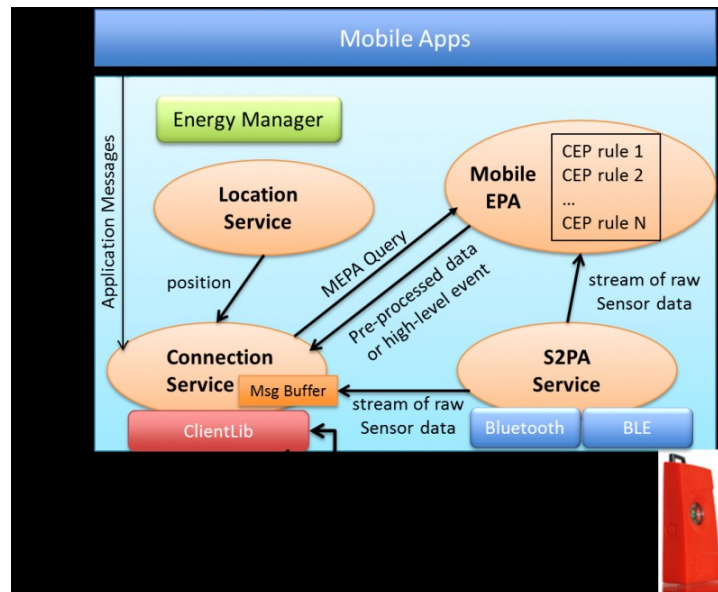 Mobile Apps
Application Messages
Energy Manager
Location
Service
position
MEPA Query
Pre-processed data
or high-level event
Mobile
EPA
CEP rule 1
CEP rule 2
...
CEP rule N
stream of raw
Sensor data
Connection
Service
Msg Buffer
ClientLib
stream of raw
Sensor data
S2PA
Service
Bluetooth
BLE